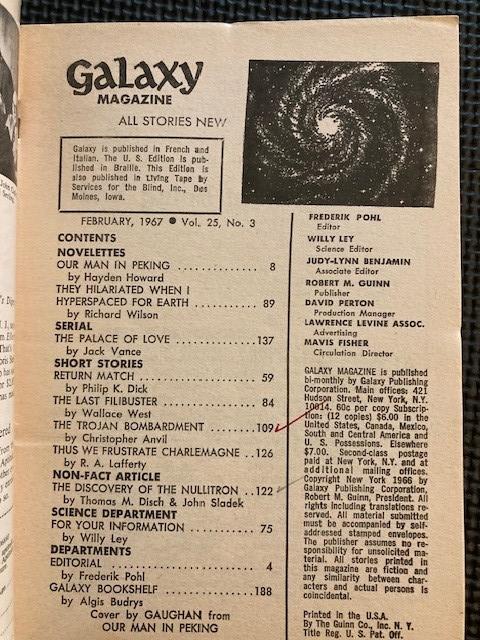 Galaxy
MAGAZINE
ALL STORIES NEW
Galaxy is published in French and
Italian. The U. S. Edition is pub-
lished in Braille. This Edition is
also published in Living Tape by
Services for the Blind, Inc., Des
Moines, Iowa.
FEBRUARY, 1967 ● Vol. 25, No. 3
CONTENTS
NOVELETTES
OUR MAN IN PEKING .............. 8
by Hayden Howard
THEY HILARIATED WHEN I
HYPERSPACED FOR EARTH ....... 89
by Richard Wilson
SERIAL
THE PALACE OF LOVE ............ 137
by Jack Vance
SHORT STORIES
RETURN MATCH .................... 59
by Philip K. Dick
THE LAST FILIBUSTER ............. 84
by Wallace West
THE TROJAN BOMBARDMENT ...... 109
by Christopher Anvil
THUS WE FRUSTRATE CHARLEMAGNE .. 126
by R. A. Lafferty
NON-FACT ARTICLE
THE DISCOVERY OF THE NULLITRON .. 122
by Thomas M. Disch & John Sladek
SCIENCE DEPARTMENT
FOR YOUR INFORMATION ......... 75
by Willy Ley
DEPARTMENTS
EDITORIAL ......................... 4
by Frederik Pohl
GALAXY BOOKSHELF ............. 188
by Algis Budrys
Cover by GAUGHAN from
OUR MAN IN PEKING
FREDERIK POHL
Editor
WILLY LEY
Science Editor
JUDY-LYNN BENJAMIN
Associate Editor
ROBERT M. GUINN
Publisher
DAVID PERTON
Production Manager
LAWRENCE LEVINE ASSOC.
Advertising
MAVIS FISHER
Circulation Director
GALAXY MAGAZINE is published
bi-monthly by Galaxy Publishing
Corporation. Main offices: 421
Hudson Street, New York, N.Y.
10014. 60c per copy Subscrip-
tion: (12 copies) $6.00 in the
United States, Canada, Mexico,
South and Central America and
U. S. Possessions. Elsewhere
$7.00. Second-class postage
paid at New York, N.Y. and at
additional mailing offices.
Copyright New York 1966 by
Galaxy Publishing Corporation,
Robert M. Guinn, President. All
rights including translations re-
served. All material submitted
must be accompanied by self-
addressed stamped envelopes.
The publisher assumes no re-
sponsibility for unsolicited ma-
terial. All stories printed in
this magazine are fiction and
any similarity between char-
acters and actual persons is
coincidental.
Printed in the U.S.A.
By The Guinn Co., Inc. N. Y.
Title Reg. U. S. Pat. Off.